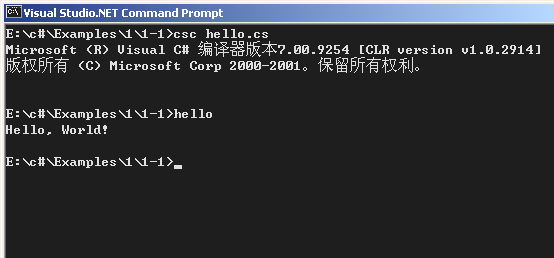 Visual Studio.NET Command Prompt
E:\c#\Examples\1\1-1>csc hello.cs
Microsoft (R) Visual C# 编译器版本7.00.9254 [CLR version v1.0.2914]
版权所有 (C) Microsoft Corp 2000-2001。保留所有权利。
E:\c#\Examples\1\1-1>hello
Hello, World!
E:\c#\Examples\1\1-1>_